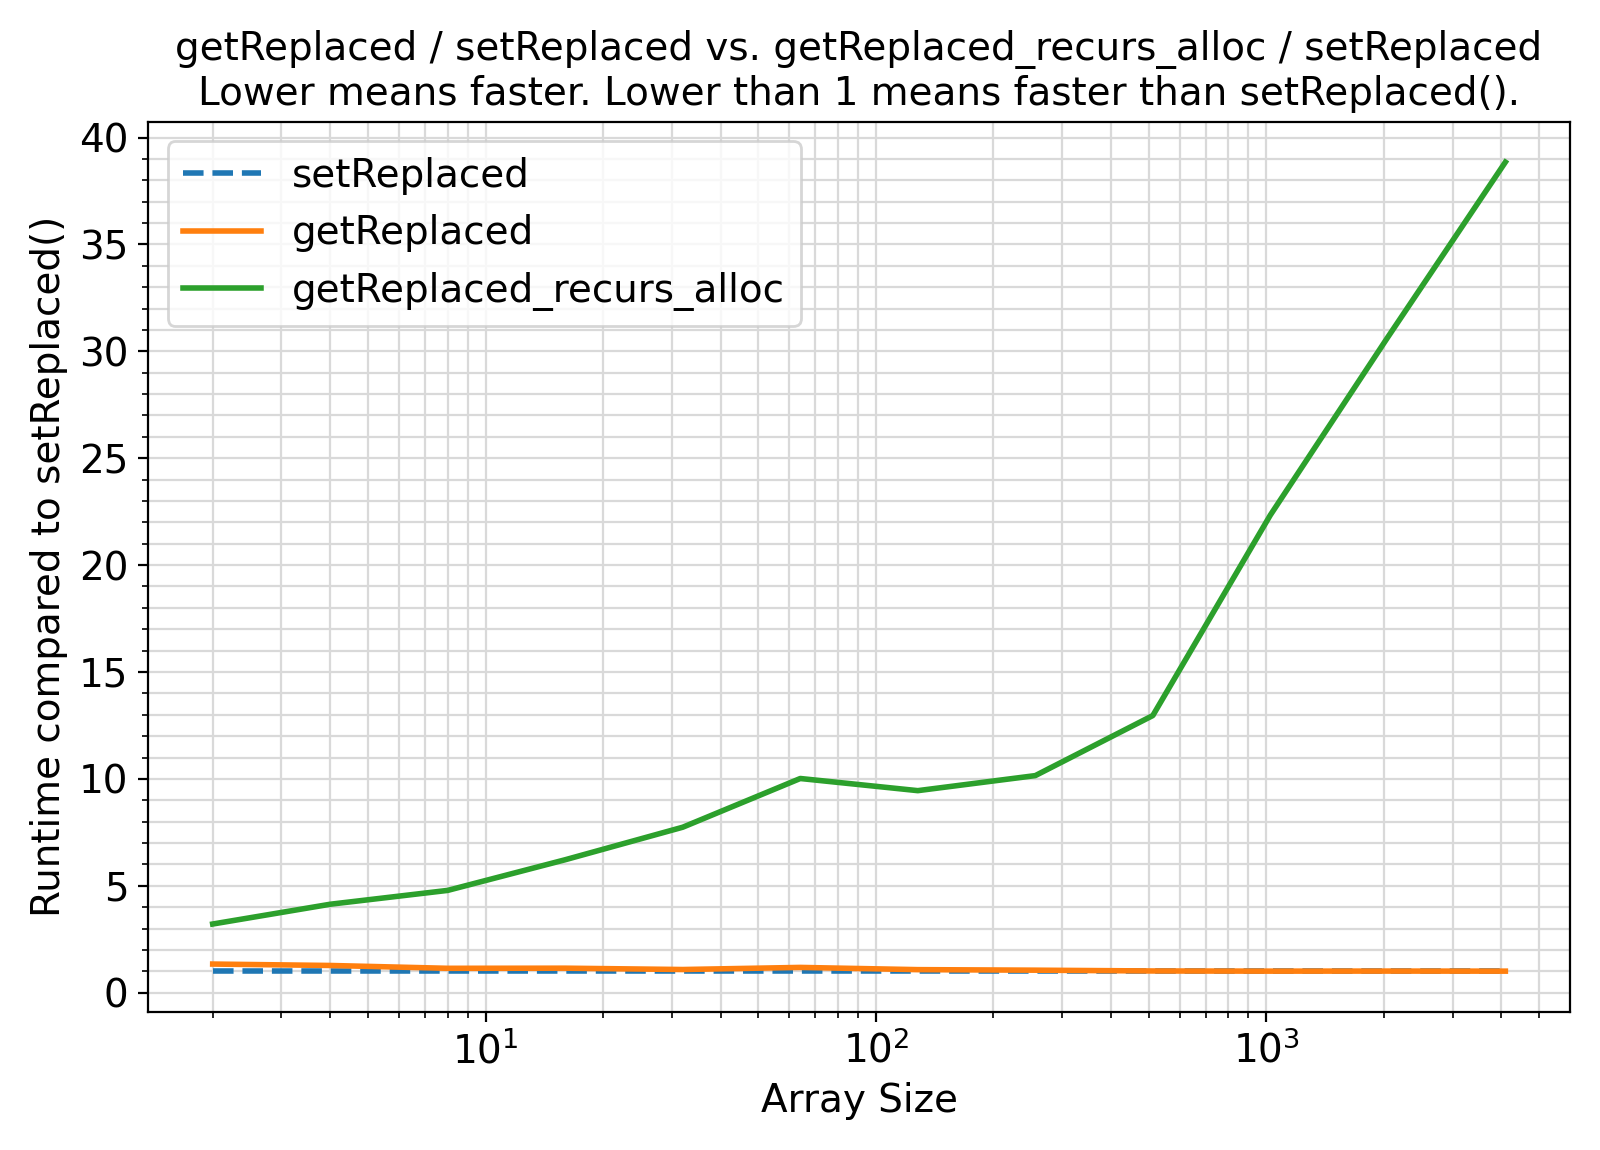 getReplaced / setReplaced vs. getReplaced_recurs_alloc / setReplaced
Lower means faster. Lower than 1 means faster than setReplaced().
Runtime compared to setReplaced()
40
35
30
25
20
15
10
5
0
setReplaced
getReplaced
getReplaced_recurs_alloc
10¹ 10² 10³
Array Size